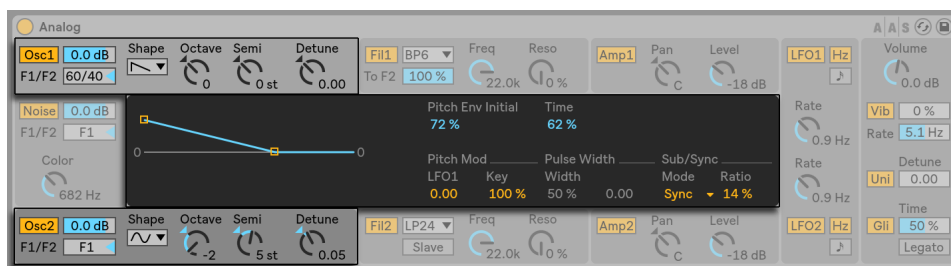 Analog AAS
Osc1 0.0 dB Shape Octave Semi Detune Fil1 BP6 Freq Reso Amp1 Pan Level LFO1 Hz Volume
F1/F2 60/40 0 0 st 0.00 To F2 100 % 22.0k 0 % C -18 dB 0.0 dB
Noise 0.0 dB Pitch Env Initial Time Rate Vib 0 %
F1/F2 F1 72 % 62 % 0.9 Hz Rate 5.1 Hz
0 0
Color Pitch Mod Pulse Width Sub/Sync Rate Detune
682 Hz LFO1 Key Width Mode Ratio 0.9 Hz Uni 0.00
0.00 100 % 50 % 0.00 Sync 14 %
Osc2 0.0 dB Shape Octave Semi Detune Fil2 LP24 Freq Reso Amp2 Pan Level LFO2 Hz Time
Gli 50 %
F1/F2 F1 -2 5 st 0.05 Slave 22.0k 0 % C -18 dB Legato